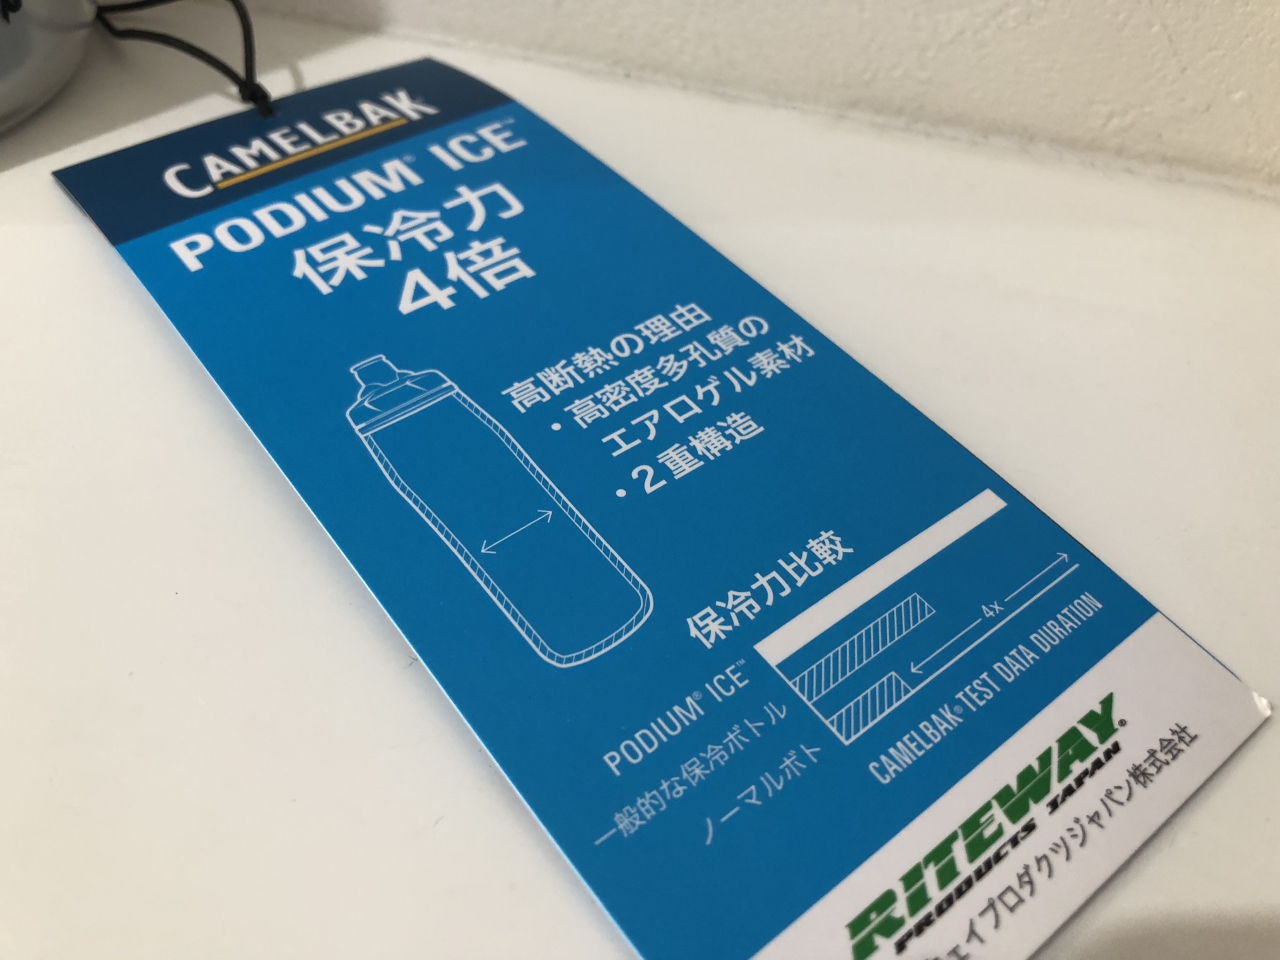 CAMELBAK
PODIUM® ICE™
保冷力
4倍
高断熱の理由
・高密度多孔質の
エアロゲル素材
・2重構造
保冷力比較
PODIUM® ICE™
一般的な保冷ボトル
ノーマルボト
4x
CAMELBAK® TEST DATA DURATION
RITEWAY®
PRODUCTS JAPAN
ェイプロダクツジャパン株式会社